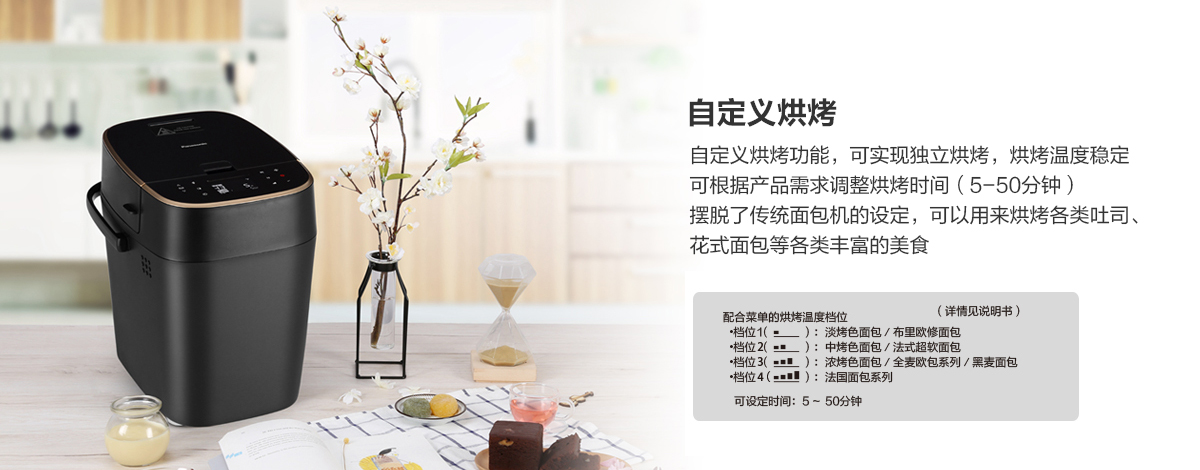 Panasonic
自定义烘烤
自定义烘烤功能，可实现独立烘烤，烘烤温度稳定
可根据产品需求调整烘烤时间（5-50分钟）
摆脱了传统面包机的设定，可以用来烘烤各类吐司、
花式面包等各类丰富的美食
配合菜单的烘烤温度档位 （详情见说明书）
•档位1( ）：淡烤色面包 / 布里欧修面包
•档位2( ）：中烤色面包 / 法式超软面包
•档位3( ）：浓烤色面包 / 全麦欧包系列 / 黑麦面包
•档位4( ）：法国面包系列
可设定时间：5 ~ 50分钟